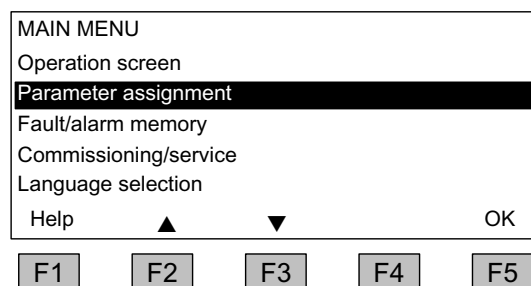 MAIN MENU
Operation screen
Parameter assignment
Fault/alarm memory
Commissioning/service
Language selection
Help ▲ ▼ OK
F1 F2 F3 F4 F5